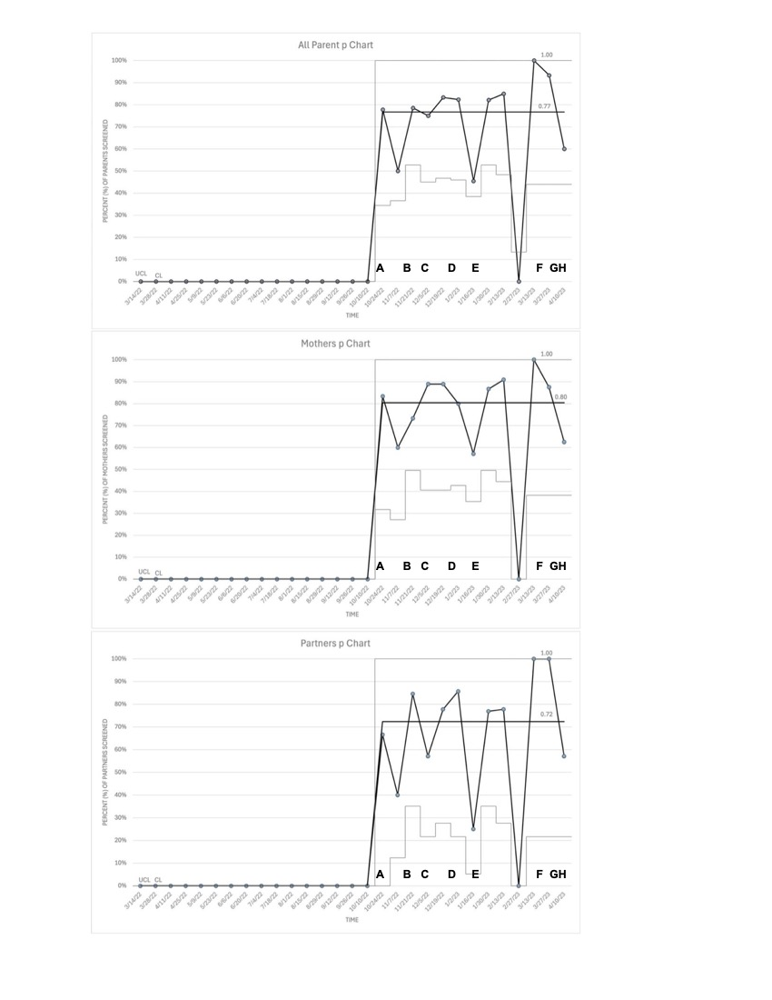 All Parent p Chart
PERCENT (%) OF PARENTS SCREENED
100%
90%
80%
70%
60%
50%
40%
30%
20%
10%
0%
1.00
0.77
UCL CL
A B C D E F GH
3/14/22 3/28/22 4/11/22 4/25/22 5/9/22 5/23/22 6/6/22 6/20/22 7/4/22 7/18/22 8/1/22 8/15/22 8/29/22 9/12/22 9/26/22 10/10/22 10/24/22 11/7/22 11/21/22 12/5/22 12/19/22 1/2/23 1/16/23 1/30/23 2/13/23 2/27/23 3/13/23 3/27/23 4/10/23
TIME
Mothers p Chart
PERCENT (%) OF MOTHERS SCREENED
100%
90%
80%
70%
60%
50%
40%
30%
20%
10%
0%
1.00
0.80
UCL CL
A B C D E F GH
3/14/22 3/28/22 4/11/22 4/25/22 5/9/22 5/23/22 6/6/22 6/20/22 7/4/22 7/18/22 8/1/22 8/15/22 8/29/22 9/12/22 9/26/22 10/10/22 10/24/22 11/7/22 11/21/22 12/5/22 12/19/22 1/2/23 1/16/23 1/30/23 2/13/23 2/27/23 3/13/23 3/27/23 4/10/23
TIME
Partners p Chart
PERCENT (%) OF PARTNERS SCREENED
100%
90%
80%
70%
60%
50%
40%
30%
20%
10%
0%
1.00
0.72
UCL CL
A B C D E F GH
3/14/22 3/28/22 4/11/22 4/25/22 5/9/22 5/23/22 6/6/22 6/20/22 7/4/22 7/18/22 8/1/22 8/15/22 8/29/22 9/12/22 9/26/22 10/10/22 10/24/22 11/7/22 11/21/22 12/5/22 12/19/22 1/2/23 1/16/23 1/30/23 2/13/23 2/27/23 3/13/23 3/27/23 4/10/23
TIME